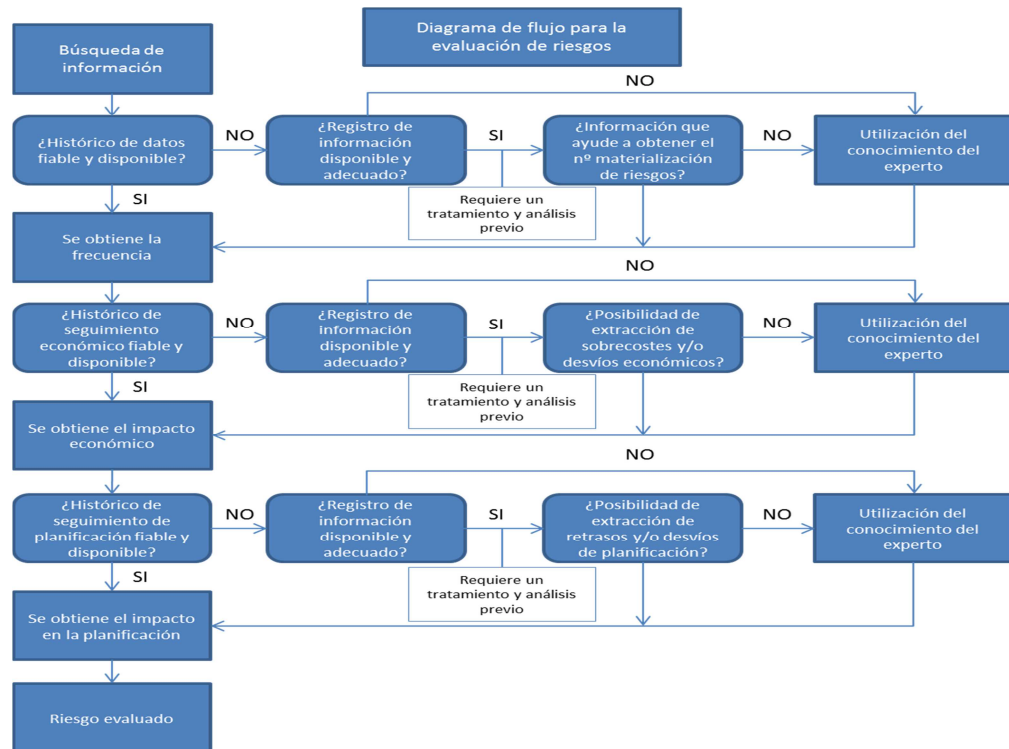 Diagrama de flujo para la
evaluación de riesgos
Búsqueda de
información
NO
¿Histórico de datos
fiable y disponible?
NO
¿Registro de
información
disponible y
adecuado?
SI
¿Información que
ayude a obtener el
nº materialización
de riesgos?
NO
Utilización del
conocimiento del
experto
SI
Requiere un
tratamiento y análisis
previo
Se obtiene la
frecuencia
NO
¿Histórico de
seguimiento
económico fiable y
disponible?
NO
¿Registro de
información
disponible y
adecuado?
SI
¿Posibilidad de
extracción de
sobrecostes y/o
desvíos económicos?
NO
Utilización del
conocimiento del
experto
SI
Requiere un
tratamiento y análisis
previo
Se obtiene el impacto
económico
NO
¿Histórico de
seguimiento de
planificación fiable y
disponible?
NO
¿Registro de
información
disponible y
adecuado?
SI
¿Posibilidad de
extracción de
retrasos y/o desvíos
de planificación?
NO
Utilización del
conocimiento del
experto
SI
Requiere un
tratamiento y análisis
previo
Se obtiene el impacto
en la planificación
Riesgo evaluado